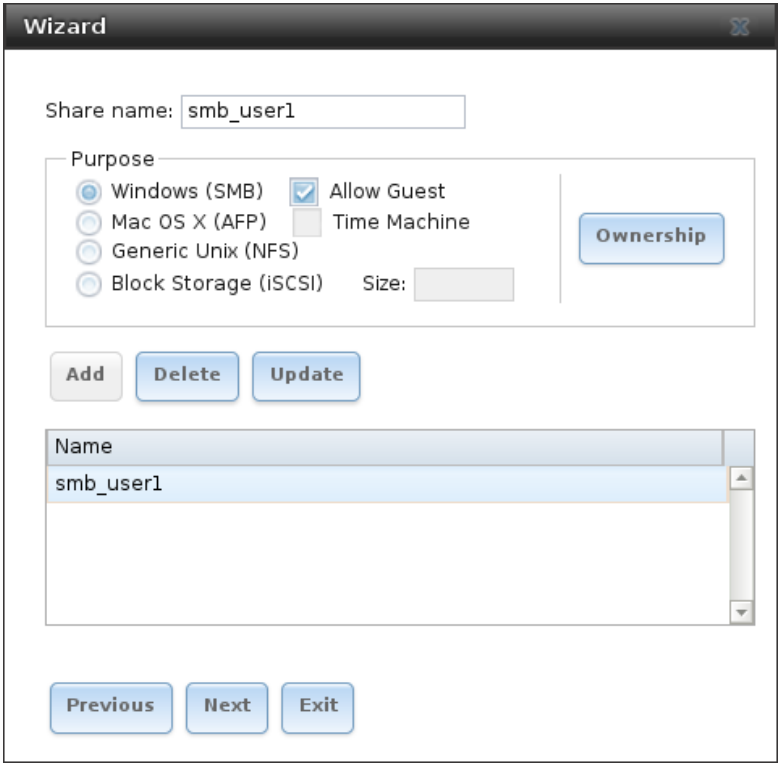 Wizard
Share name: smb_user1
Purpose
Windows (SMB) Allow Guest
Mac OS X (AFP) Time Machine
Generic Unix (NFS)
Block Storage (iSCSI) Size:
Ownership
Add Delete Update
Name
smb_user1
Previous Next Exit